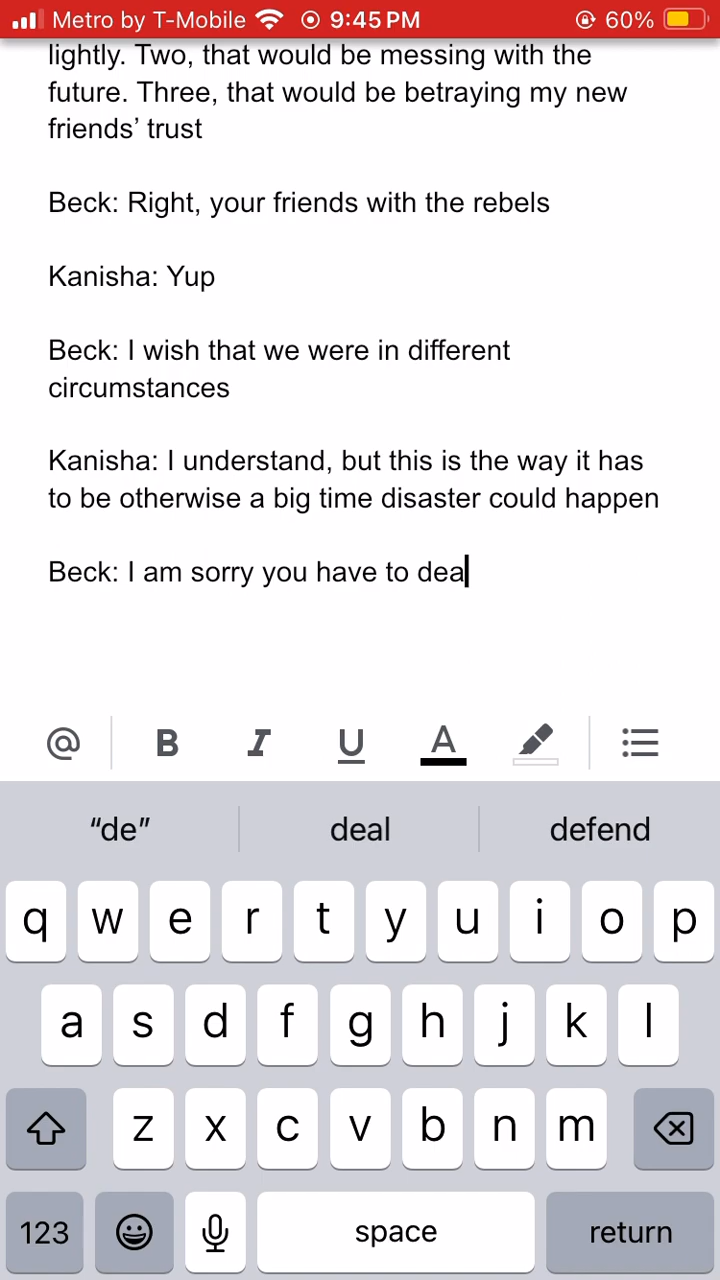 Metro by T-Mobile 9:45 PM 60%
lightly. Two, that would be messing with the
future. Three, that would be betraying my new
friends’ trust
Beck: Right, your friends with the rebels
Kanisha: Yup
Beck: I wish that we were in different
circumstances
Kanisha: I understand, but this is the way it has
to be otherwise a big time disaster could happen
Beck: I am sorry you have to dea
@ B I U A
“de” deal defend
q w e r t y u i o p
a s d f g h j k l
z x c v b n m
123 space return